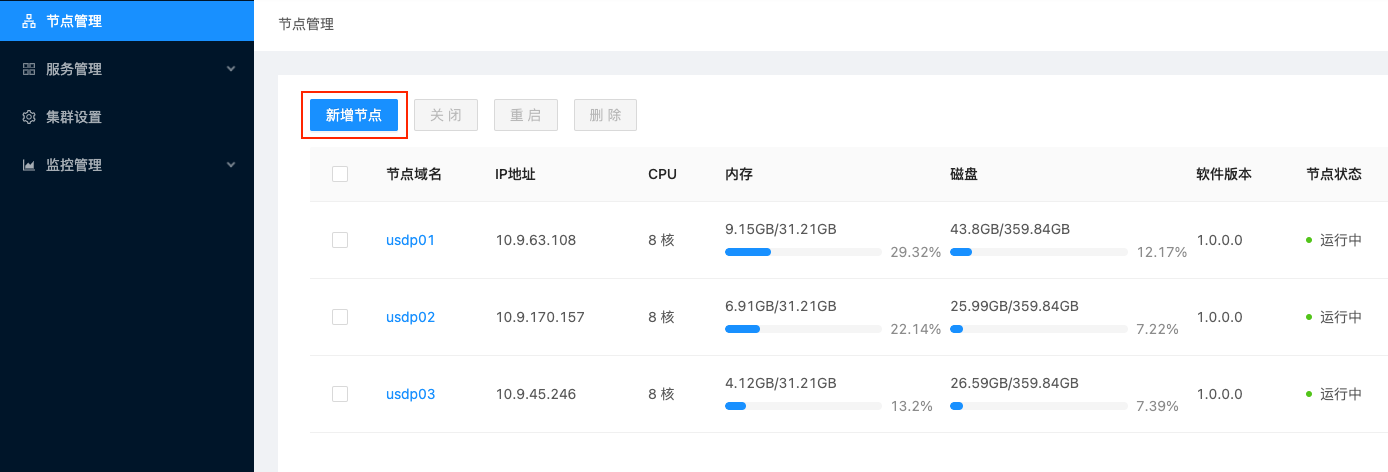 节点管理
服务管理
集群设置
监控管理
节点管理
新增节点 关 闭 重 启 删 除
节点域名 IP地址 CPU 内存 磁盘 软件版本 节点状态
usdp01 10.9.63.108 8 核 9.15GB/31.21GB 29.32% 43.8GB/359.84GB 12.17% 1.0.0.0 运行中
usdp02 10.9.170.157 8 核 6.91GB/31.21GB 22.14% 25.99GB/359.84GB 7.22% 1.0.0.0 运行中
usdp03 10.9.45.246 8 核 4.12GB/31.21GB 13.2% 26.59GB/359.84GB 7.39% 1.0.0.0 运行中